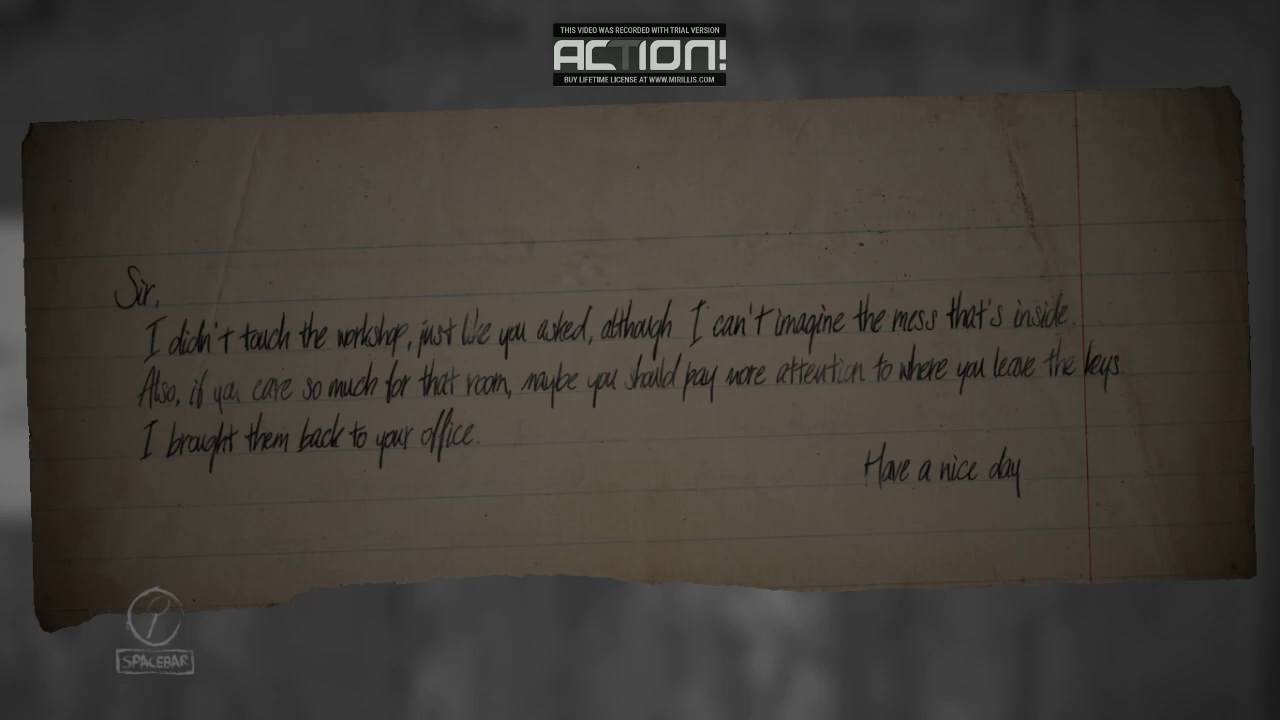 THIS VIDEO WAS RECORDED WITH TRIAL VERSION
ACTION!
BUY LIFETIME LICENSE AT WWW.MIRILLIS.COM
Sir,
I didn't touch the workshop, just like you asked, although I can't imagine the mess that's inside.
Also, if you care so much for that room, maybe you should pay more attention to where you leave the keys
I brought them back to your office.
Have a nice day
SPACEBAR